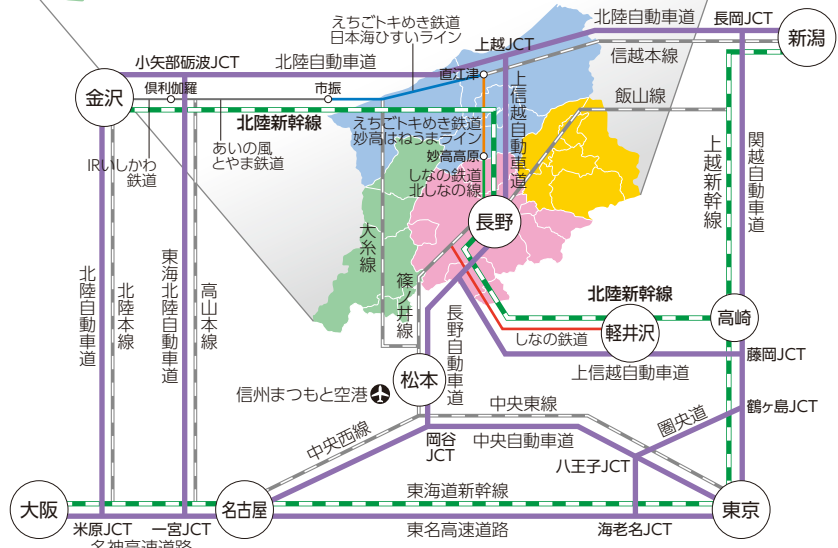 えちごトキめき鉄道
日本海ひすいライン
北陸自動車道
長岡JCT
新潟
小矢部砺波JCT
北陸自動車道
上越JCT
信越本線
直江津
金沢
倶利伽羅
市振
飯山線
北陸新幹線
えちごトキめき鉄道
妙高はねうまライン
上信越自動車道
IRいしかわ
鉄道
あいの風
とやま鉄道
妙高高原
しなの鉄道
北しなの線
上越新幹線
関越自動車道
長野
大糸線
篠ノ井線
北陸自動車道
北陸本線
東海北陸自動車道
高山本線
長野自動車道
北陸新幹線
高崎
しなの鉄道
軽井沢
藤岡JCT
上信越自動車道
松本
信州まつもと空港
鶴ヶ島JCT
圏央道
中央東線
中央西線
岡谷
JCT
中央自動車道
八王子JCT
大阪
名古屋
東海道新幹線
東京
米原JCT
一宮JCT
東名高速道路
海老名JCT
名神高速道路